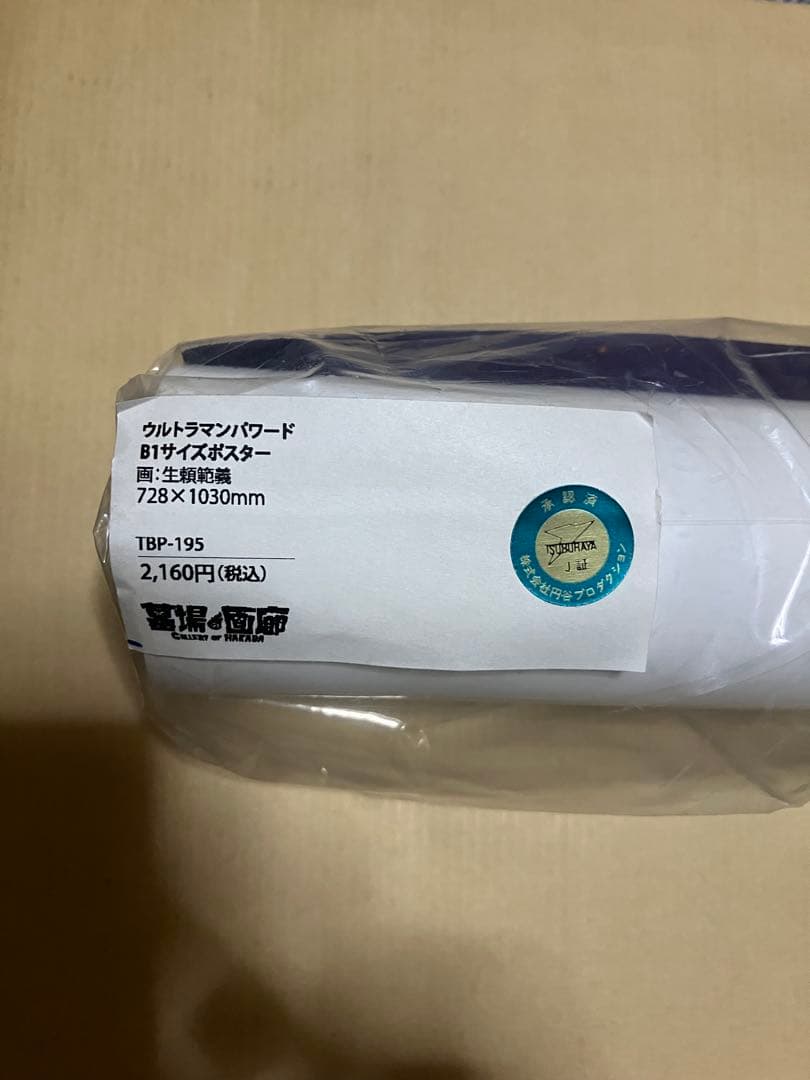 ウルトラマンパワード
B1サイズポスター
画:生頼範義
728×1030mm
TBP-195
2,160円(税込)
墓場の画廊
GALLERY OF HAKABA
承認済
TSUBURAYA
J 証
株式会社円谷プロダクション